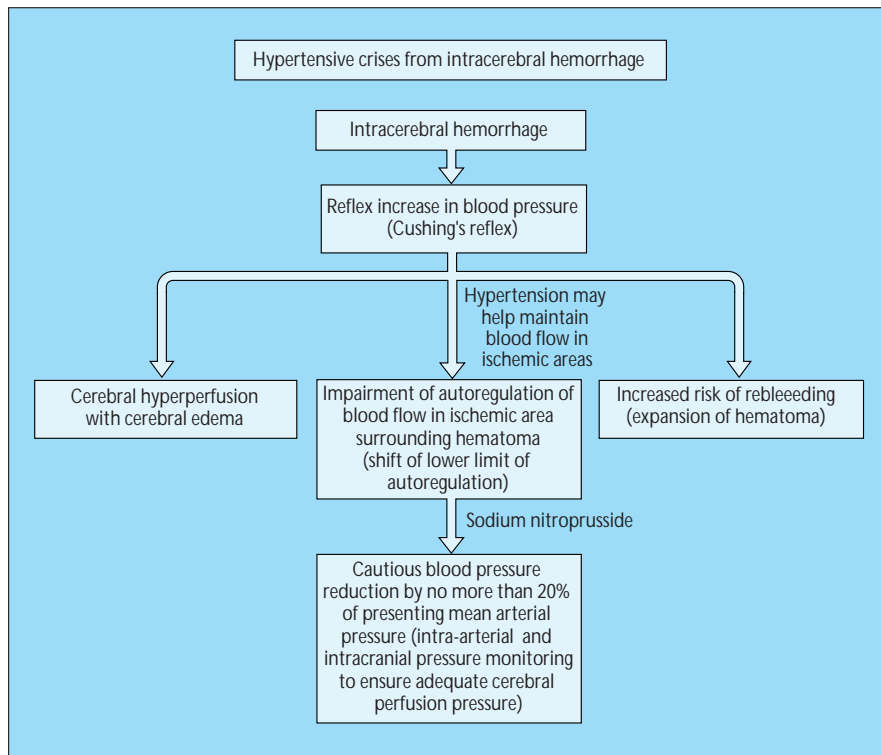 Hypertensive crises from intracerebral hemorrhage
Intracerebral hemorrhage
Reflex increase in blood pressure
(Cushing's reflex)
Hypertension may
help maintain
blood flow in
ischemic areas
Cerebral hyperperfusion
with cerebral edema
Impairment of autoregulation of
blood flow in ischemic area
surrounding hematoma
(shift of lower limit of
autoregulation)
Increased risk of rebleeeding
(expansion of hematoma)
Sodium nitroprusside
Cautious blood pressure
reduction by no more than 20%
of presenting mean arterial
pressure (intra-arterial and
intracranial pressure monitoring
to ensure adequate cerebral
perfusion pressure)